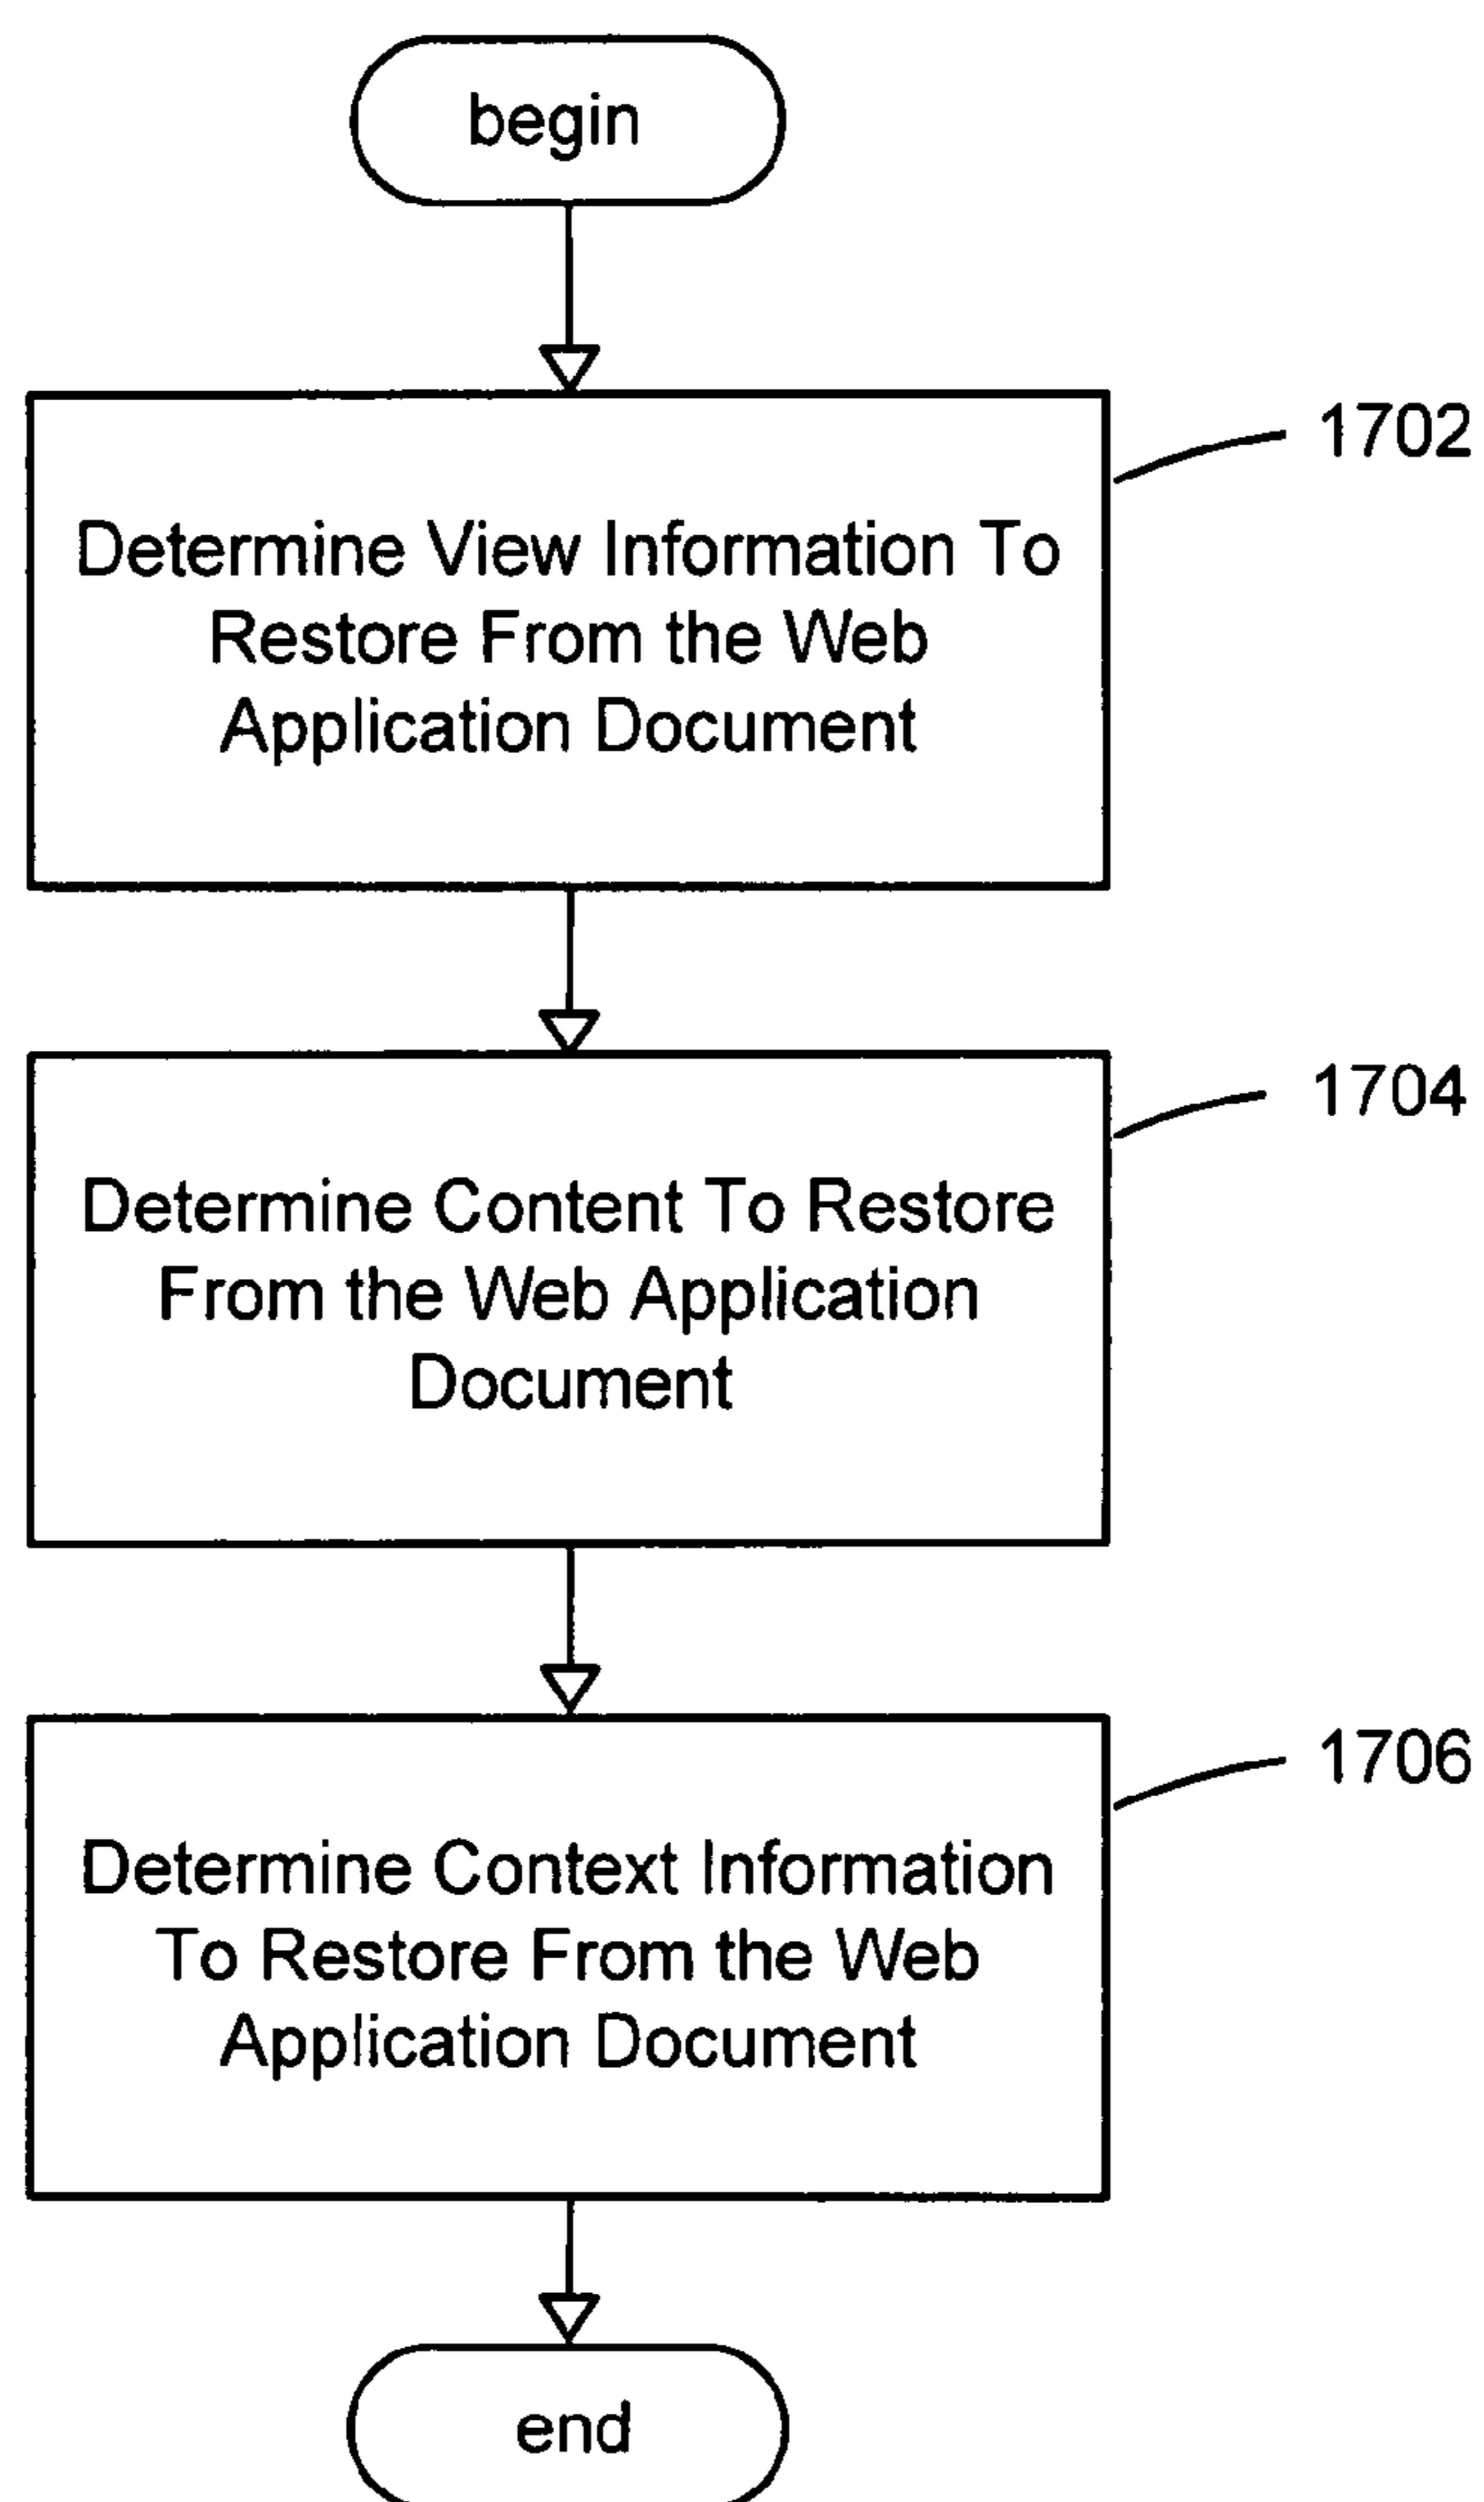 begin
1702
Determine View Information To
Restore From the Web
Application Document
1704
Determine Content To Restore
From the Web Application
Document
1706
Determine Context Information
To Restore From the Web
Application Document
end